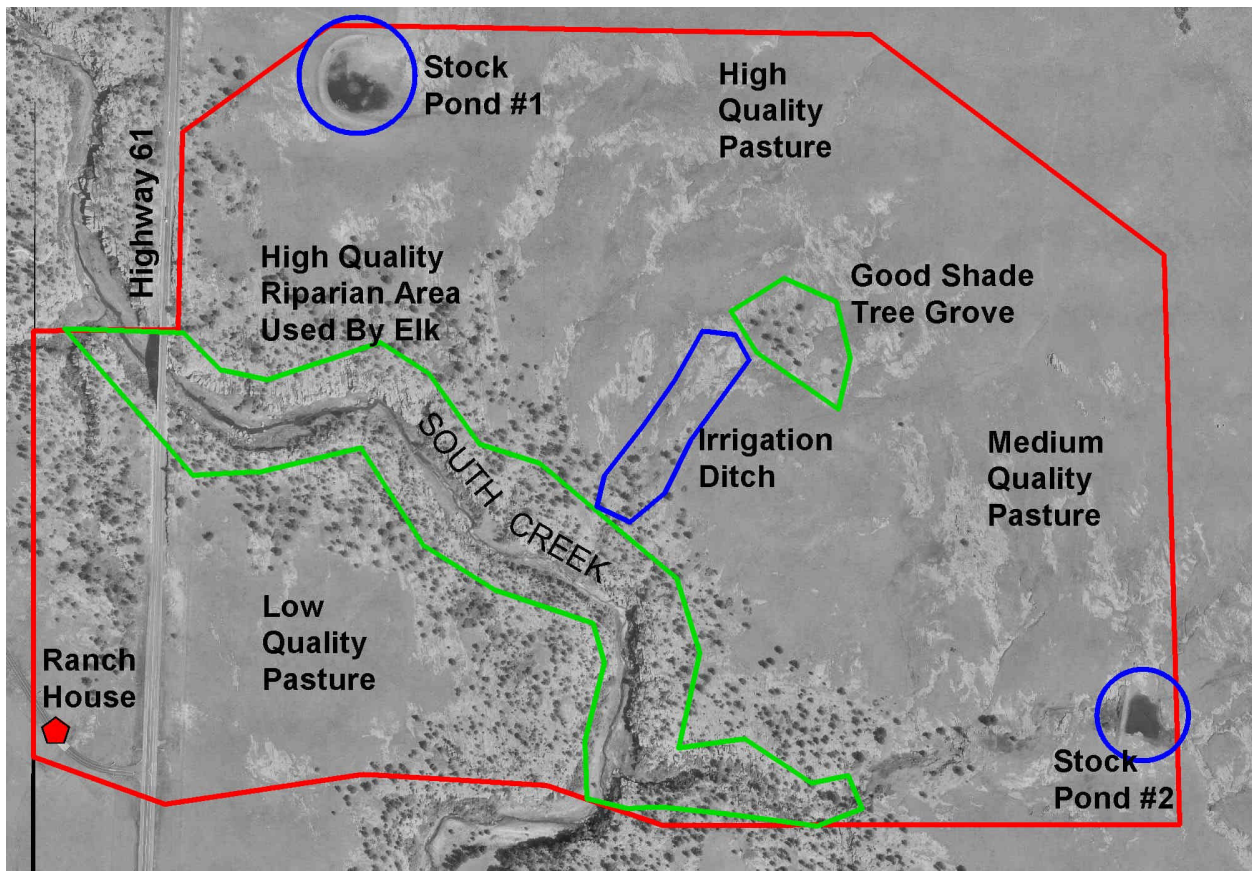 Stock
Pond #1
High
Quality
Pasture
Highway 61
High Quality
Riparian Area
Used By Elk
Good Shade
Tree Grove
SOUTH CREEK
Irrigation
Ditch
Medium
Quality
Pasture
Low
Quality
Pasture
Ranch
House
Stock
Pond #2